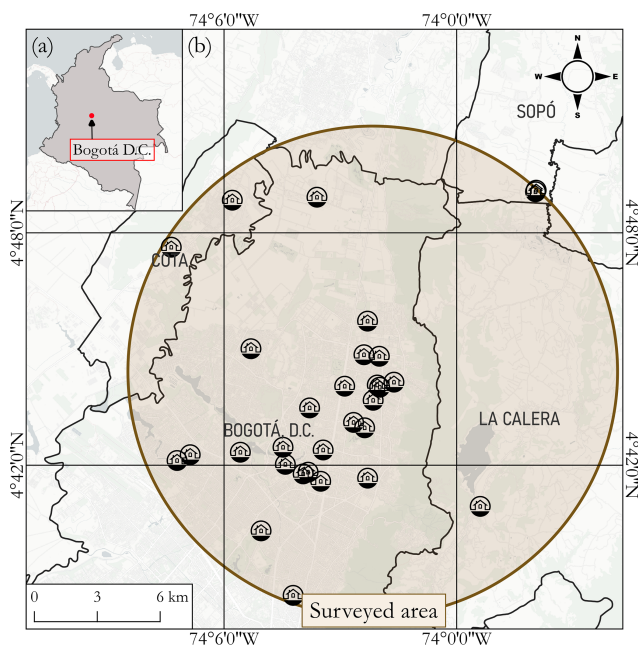 74°6'0"W
74°0'0"W
(a)
(b)
N
W
E
S
SOPÓ
Bogotá D.C.
4°48'0"N
4°48'0"N
COTA
LA CALERA
BOGOTÁ, D.C.
4°42'0"N
4°42'0"N
0 3 6 km
Surveyed area
74°6'0"W
74°0'0"W